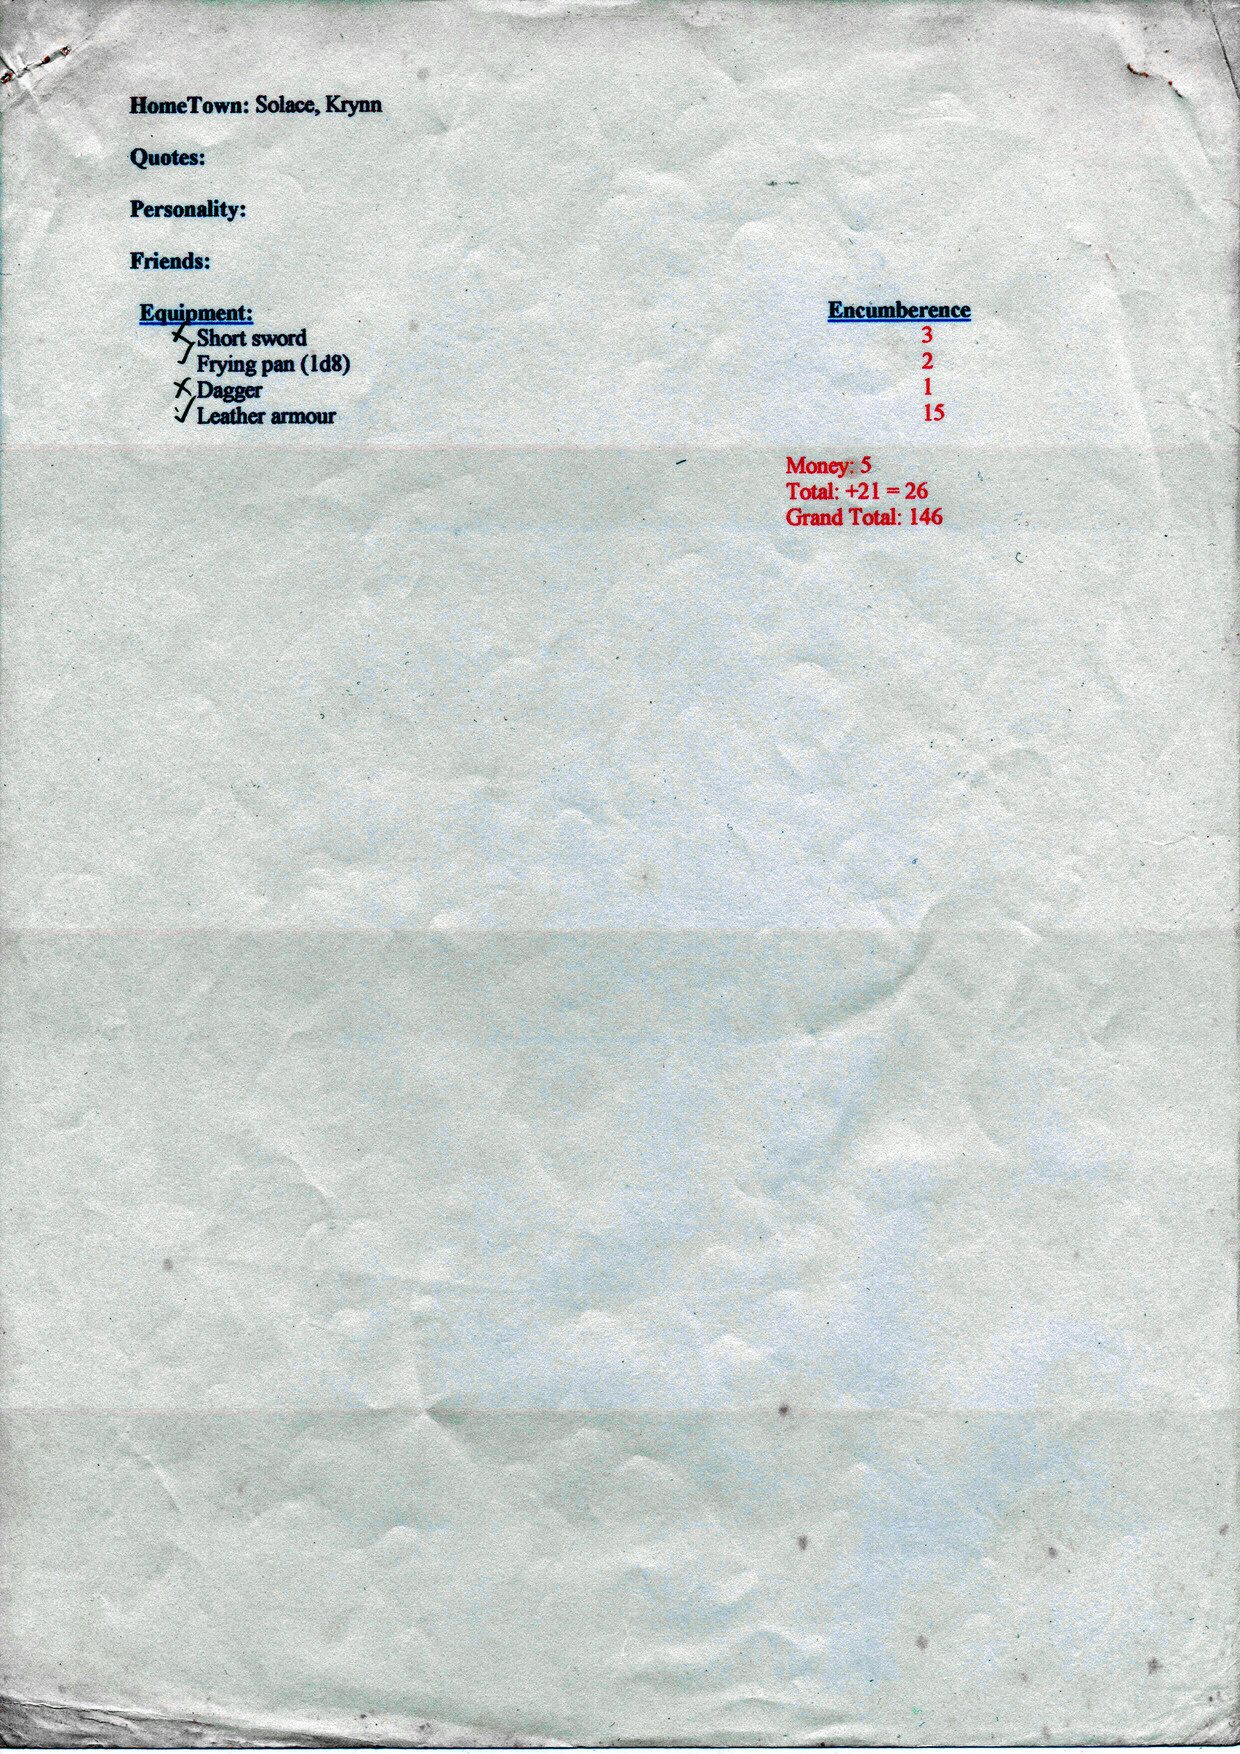 HomeTown: Solace, Krynn
Quotes:
Personality:
Friends:
Equipment: Encumberence
Short sword 3
Frying pan (1d8) 2
Dagger 1
Leather armour 15
Money: 5
Total: +21 = 26
Grand Total: 146